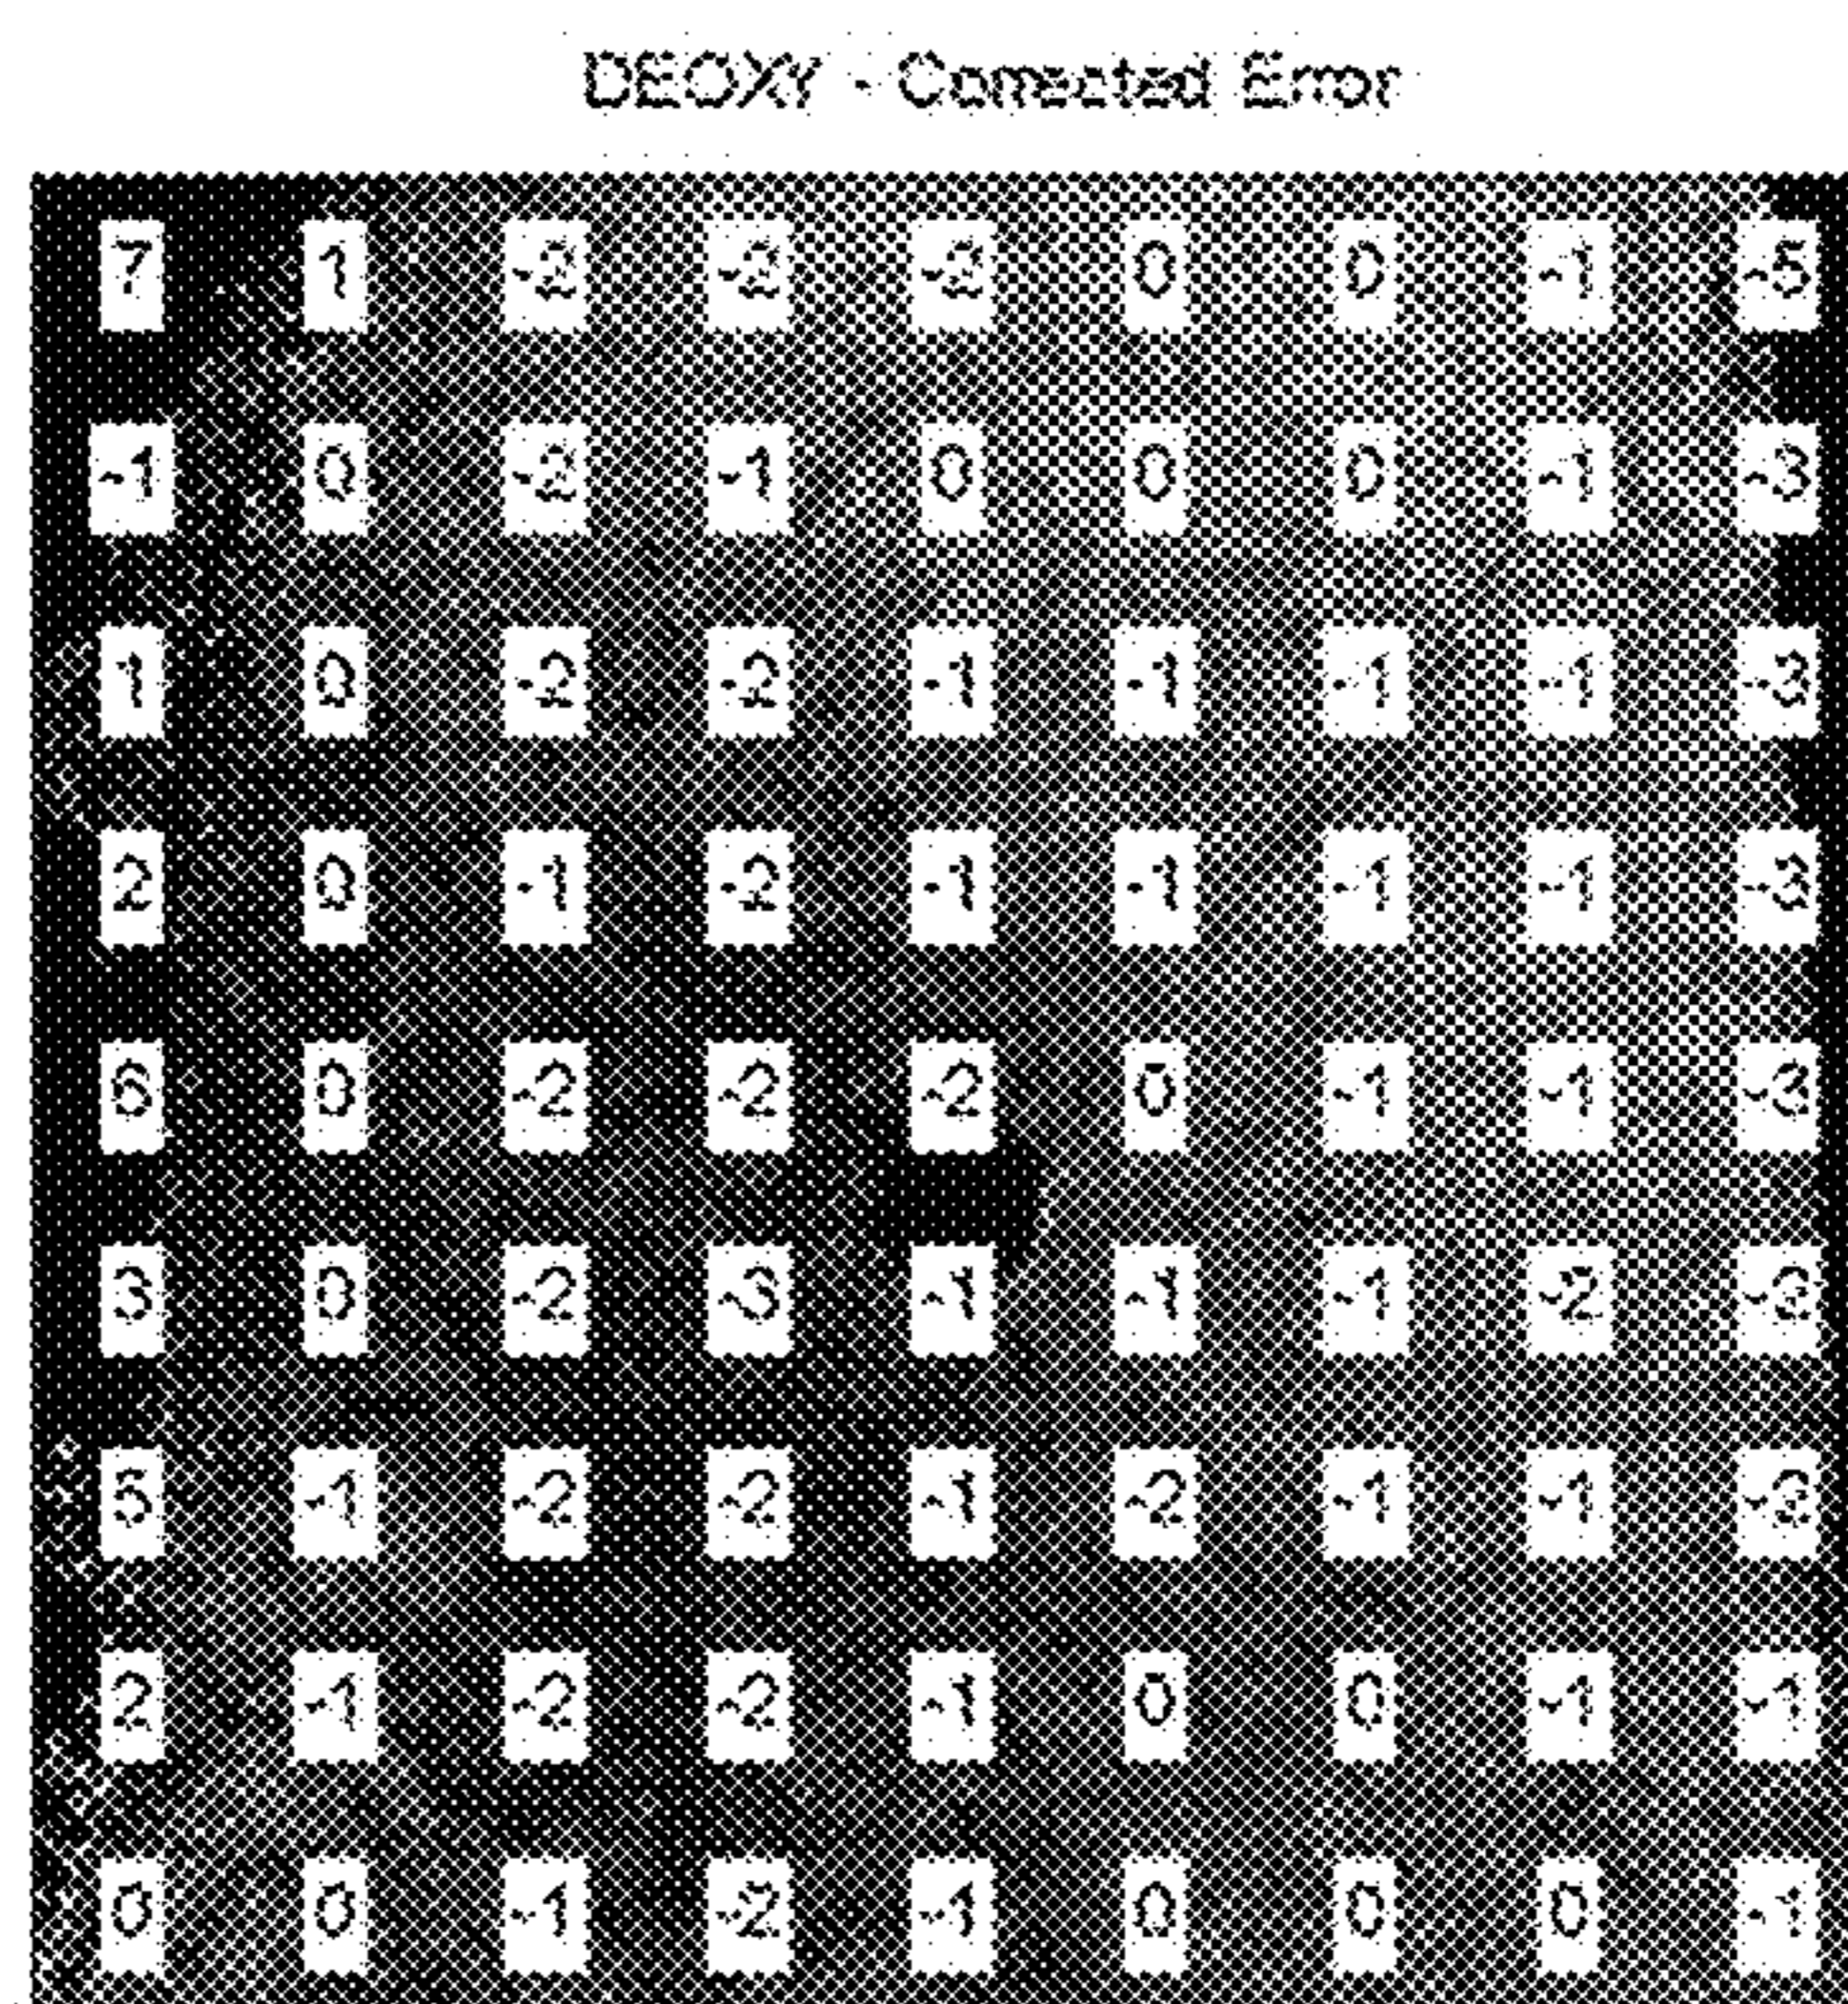 DEOXY - Corrected Error
7 1 -2 -2 -2 0 0 -1 -5
-1 0 -2 -1 0 0 0 -1 -3
1 0 -2 -2 -1 -1 -1 -1 -3
2 0 -1 -2 -1 -1 -1 -1 -3
6 0 -2 -2 -2 0 -1 -1 -3
3 0 -2 -3 -1 -1 -1 -2
5 -1 -2 -2 -1 -2 -1 -1
2 -1 -2 -2 -1 0 0 -1 -1
0 0 -1 -2 -1 0 0 0 -1